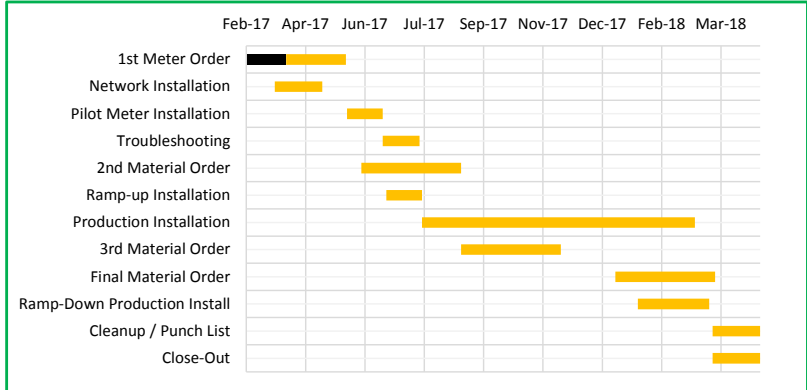 Feb-17 Apr-17 Jun-17 Jul-17 Sep-17 Nov-17 Dec-17 Feb-18 Mar-18
1st Meter Order
Network Installation
Pilot Meter Installation
Troubleshooting
2nd Material Order
Ramp-up Installation
Production Installation
3rd Material Order
Final Material Order
Ramp-Down Production Install
Cleanup / Punch List
Close-Out